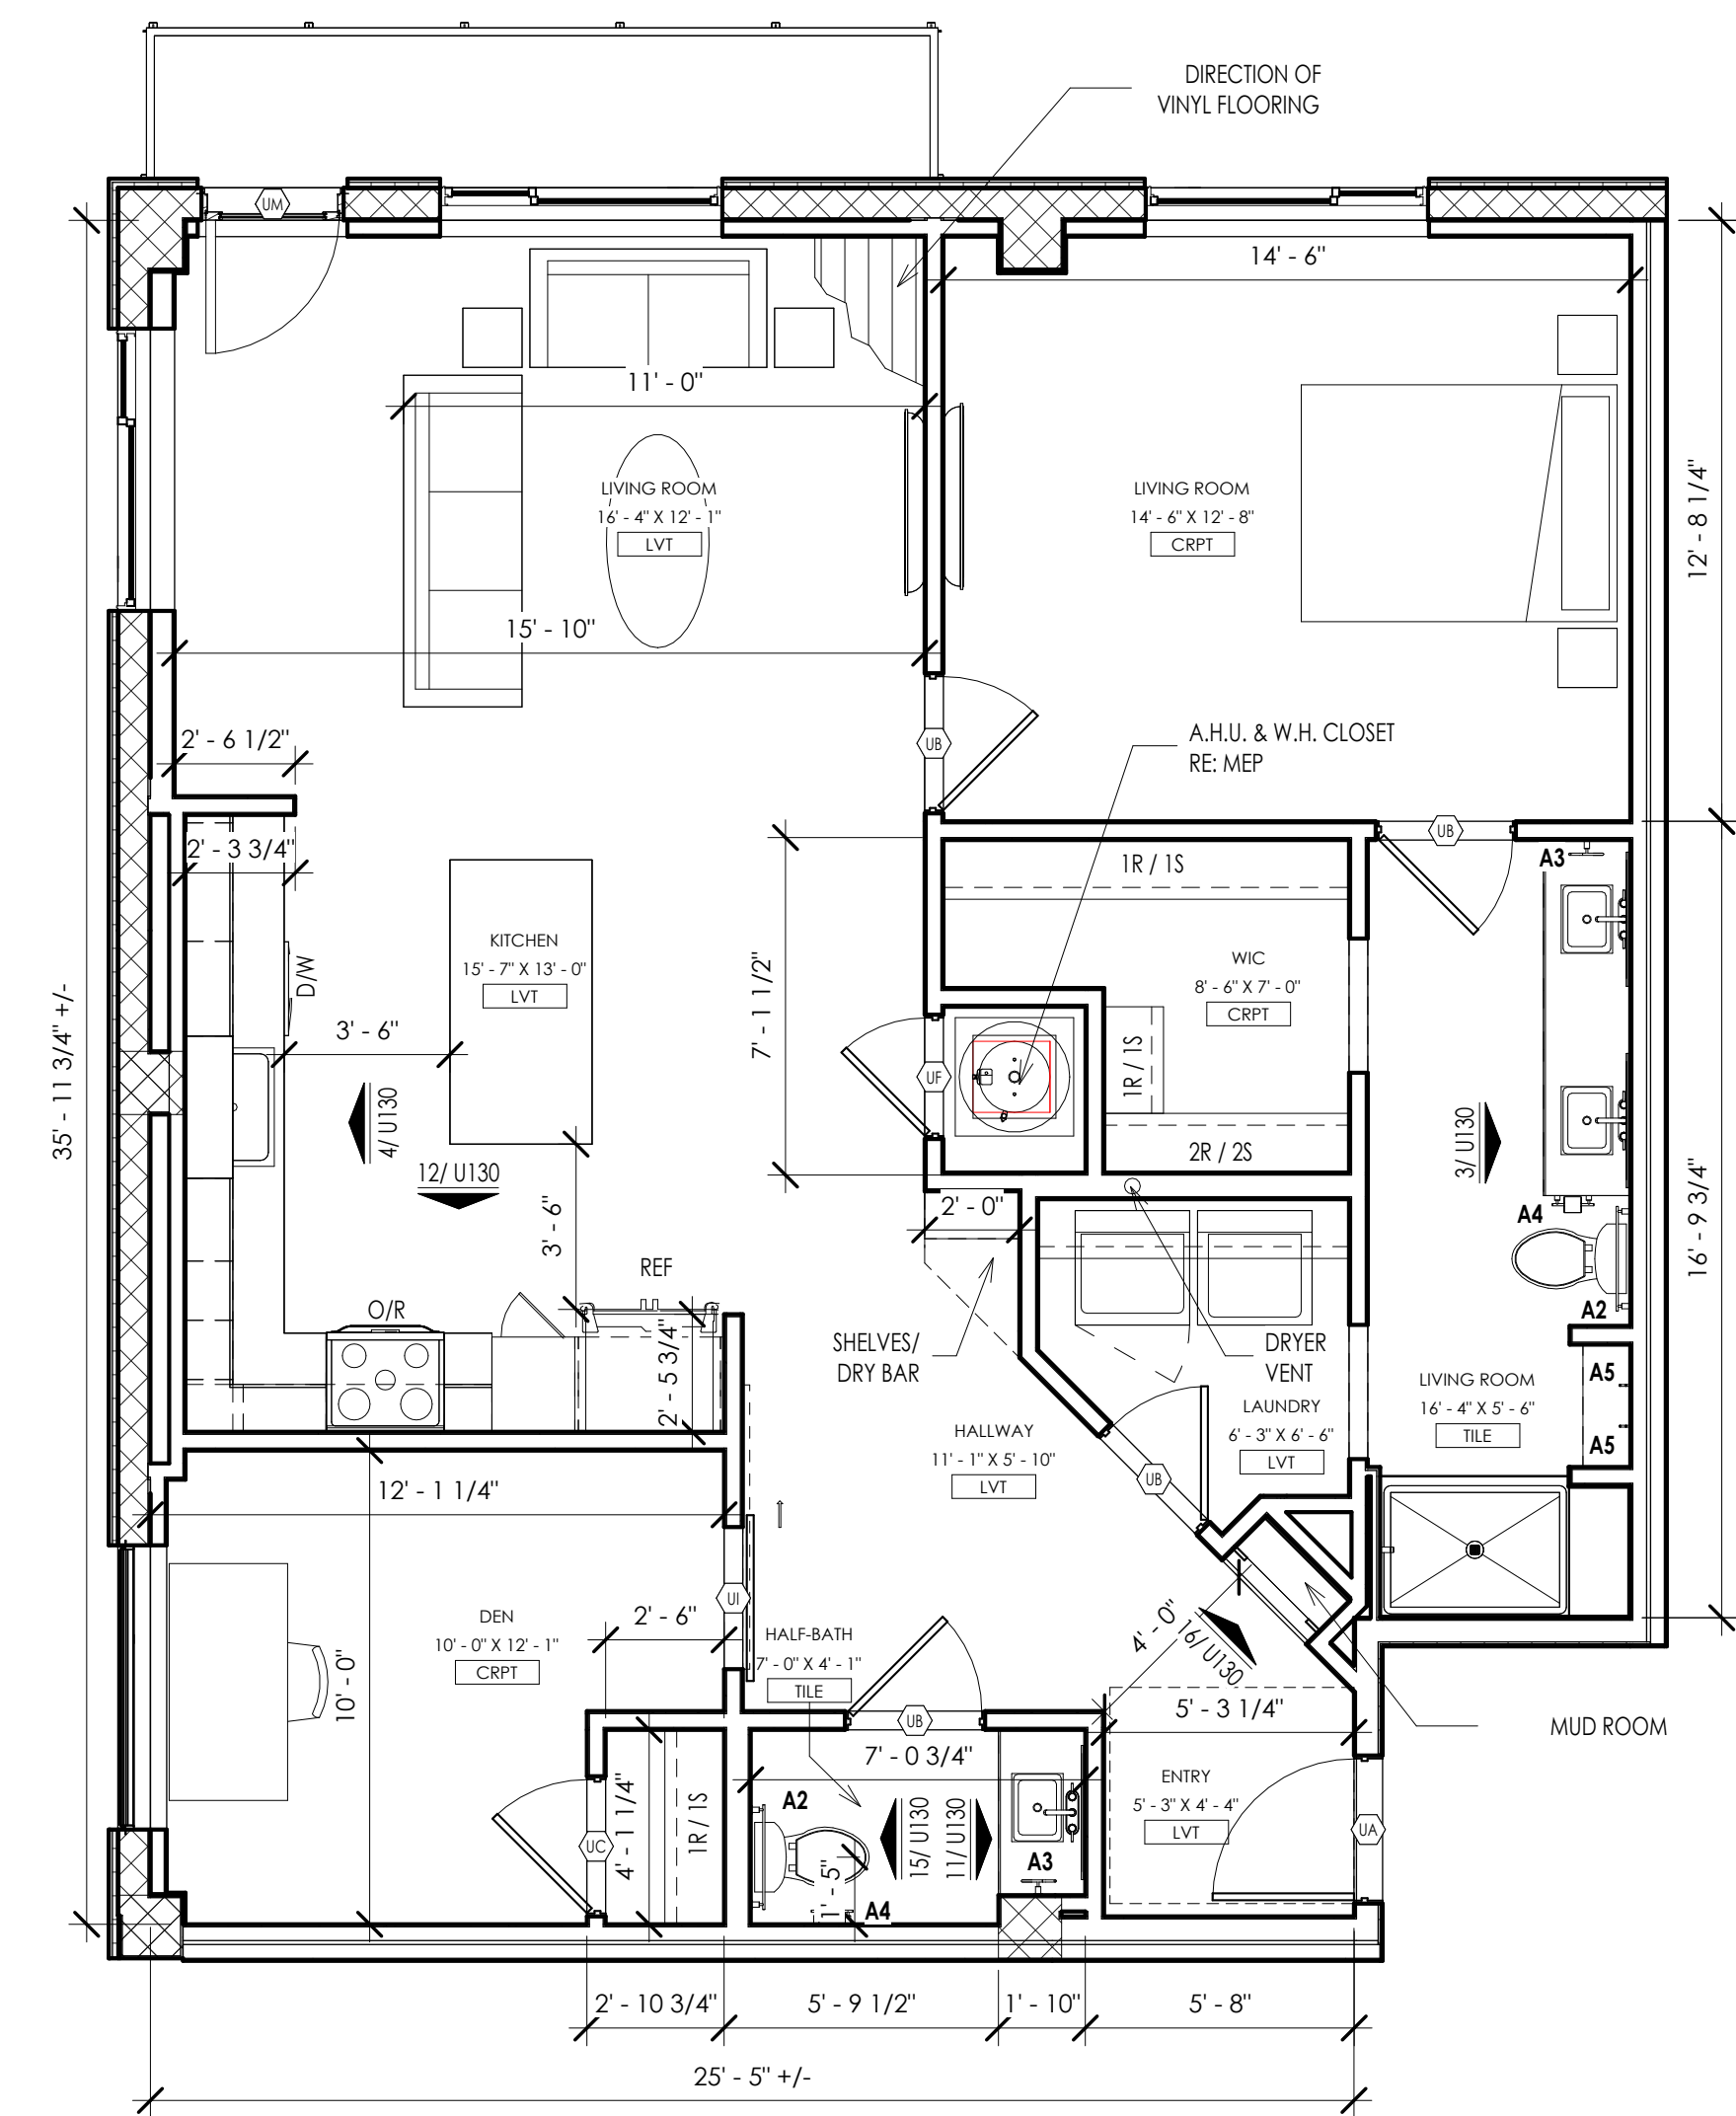 DIRECTION OF
VINYL FLOORING
UM
14' - 6"
11' - 0"
LIVING ROOM
16' - 4" X 12' - 1"
LVT
LIVING ROOM
14' - 6" X 12' - 8"
CRPT
12' - 8 1/4"
15' - 10"
2' - 6 1/2"
UB
A.H.U. & W.H. CLOSET
RE: MEP
UB
2' - 3 3/4"
1R / 1S
A3
KITCHEN
15' - 7" X 13' - 0"
LVT
D/W
WIC
8' - 6" X 7' - 0"
CRPT
7' - 1 1/2"
3' - 6"
35' - 11 3/4" +/-
UF
1R / 1S
4/ U130
3/ U130
12/ U130
2R / 2S
16' - 9 3/4"
3' - 6"
2' - 0"
A4
REF
O/R
A2
SHELVES/
DRY BAR
DRYER
VENT
2' - 5 3/4"
LIVING ROOM
16' - 4" X 5' - 6"
TILE
A5
A5
LAUNDRY
6' - 3" X 6' - 6"
LVT
HALLWAY
11' - 1" X 5' - 10"
LVT
UB
12' - 1 1/4"
UI
DEN
10' - 0" X 12' - 1"
CRPT
2' - 6"
HALF-BATH
7' - 0" X 4' - 1"
TILE
4' - 0"
16/ U130
10' - 0"
5' - 3 1/4"
MUD ROOM
UB
7' - 0 3/4"
ENTRY
5' - 3" X 4' - 4"
LVT
A2
UC
4' - 1 1/4"
1R / 1S
15/ U130
11/ U130
UA
A3
1' - 5"
A4
2' - 10 3/4"
5' - 9 1/2"
1' - 10"
5' - 8"
25' - 5" +/-